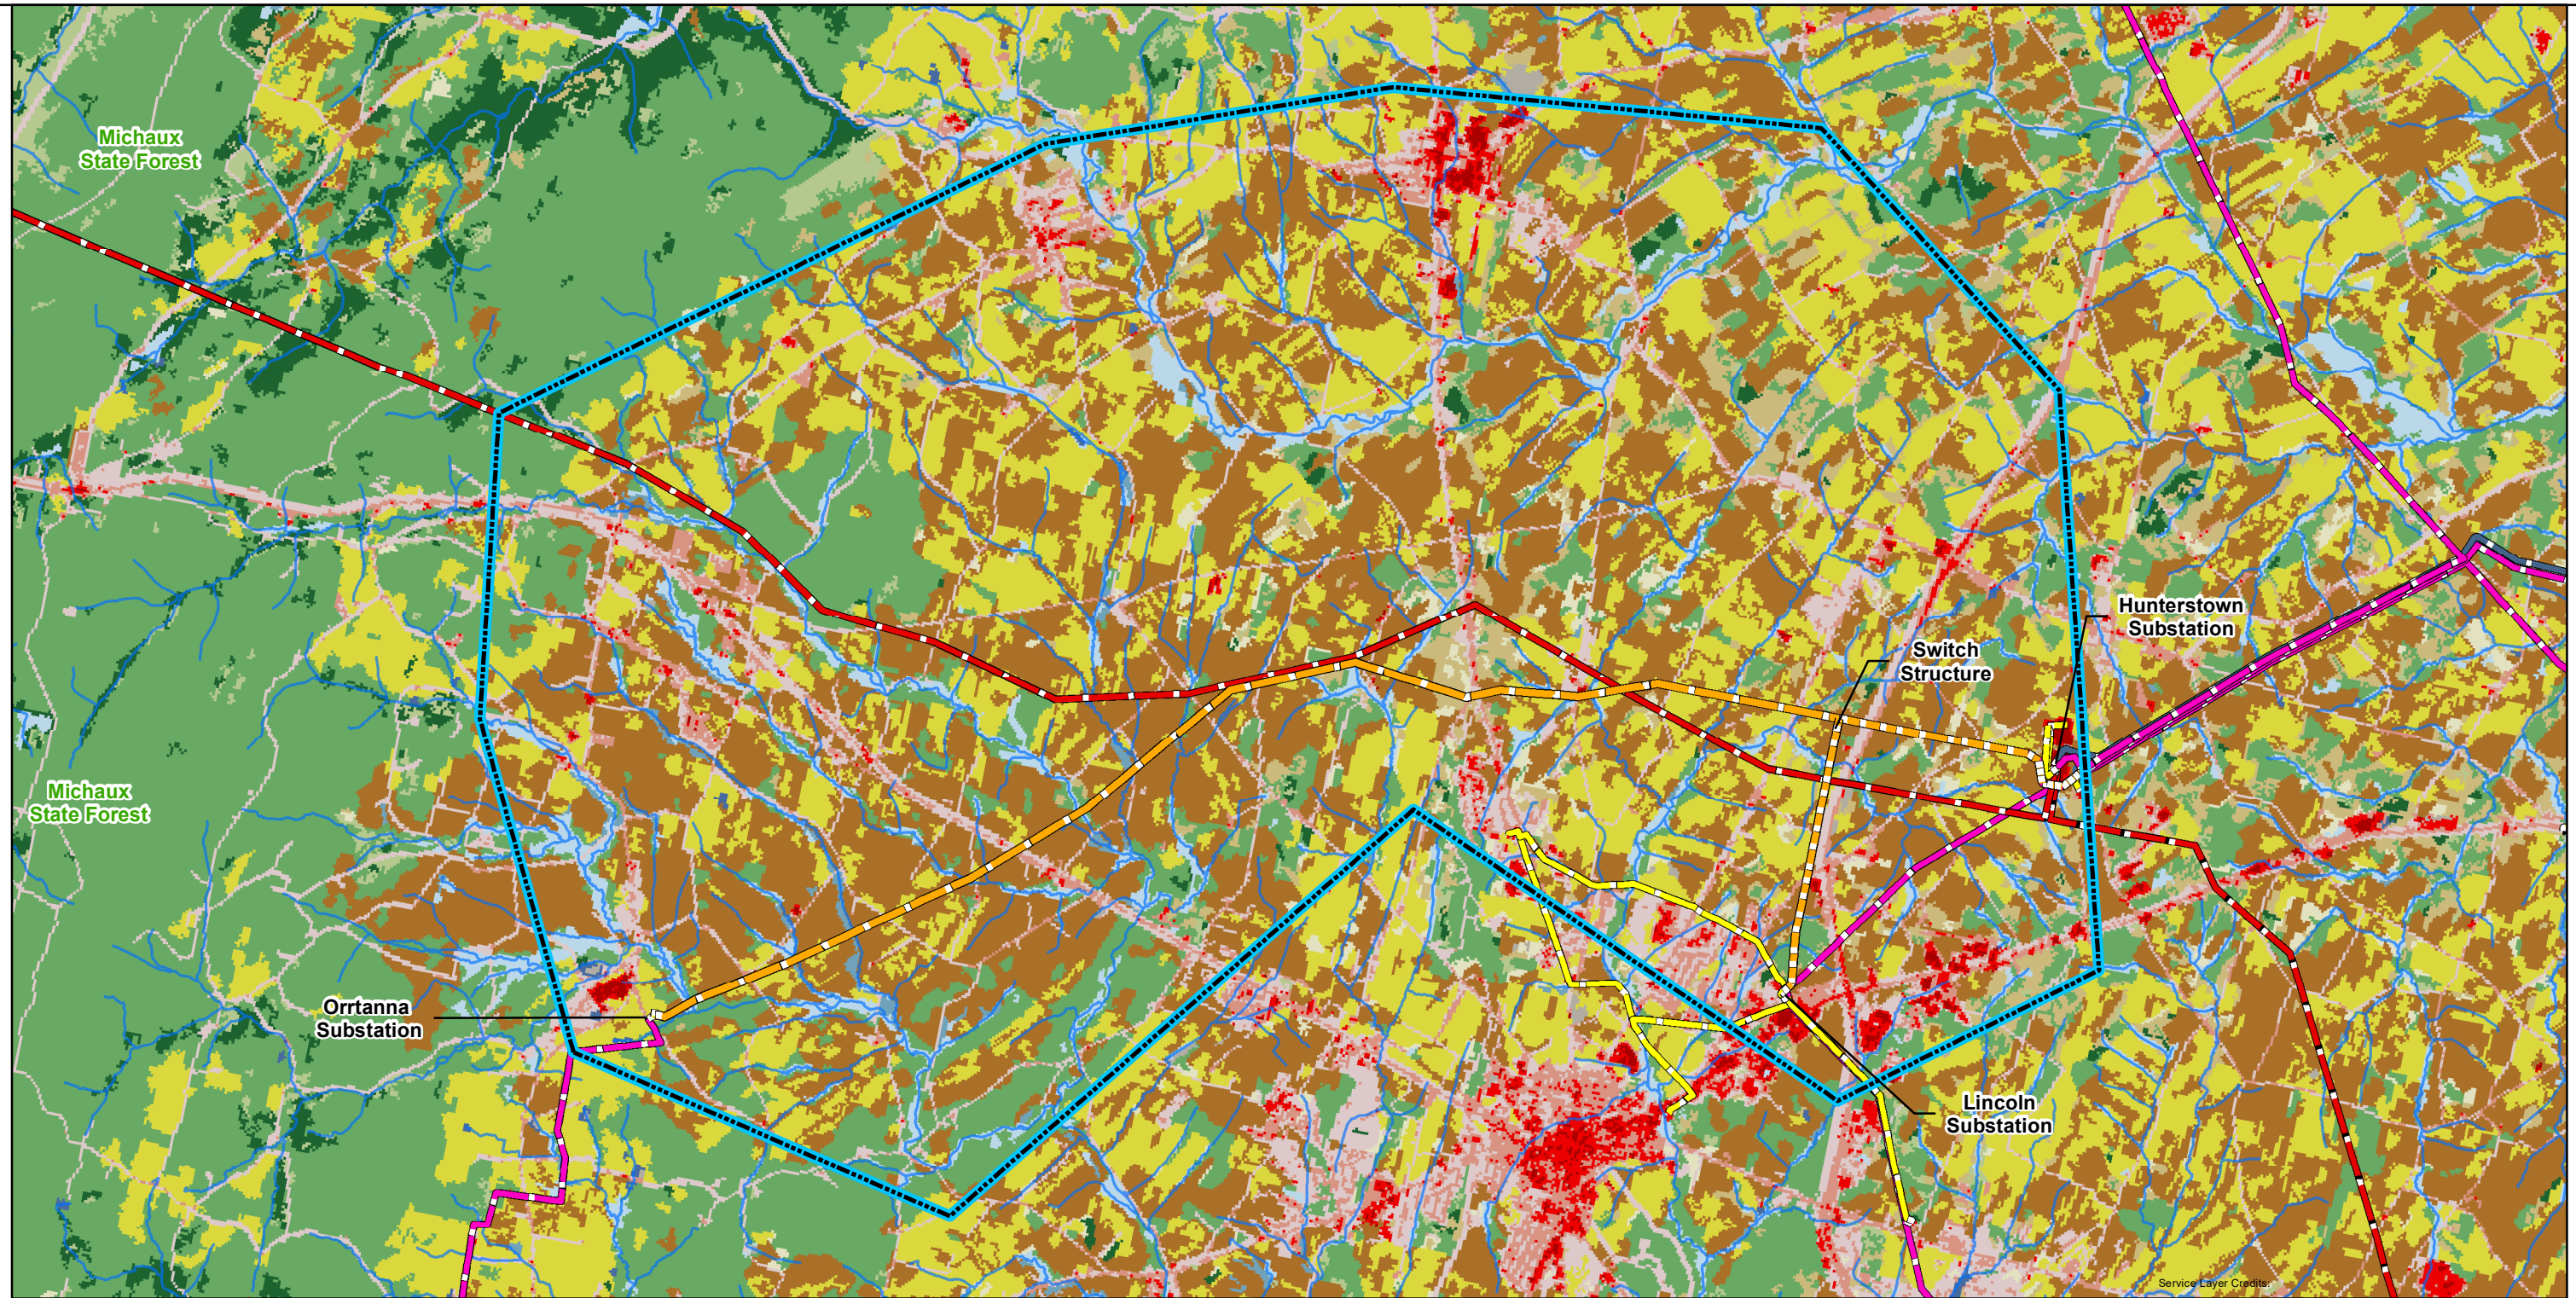 Michaux
State Forest
Hunterstown
Substation
Switch
Structure
Michaux
State Forest
Orrtanna
Substation
Lincoln
Substation
Service Layer Credits: